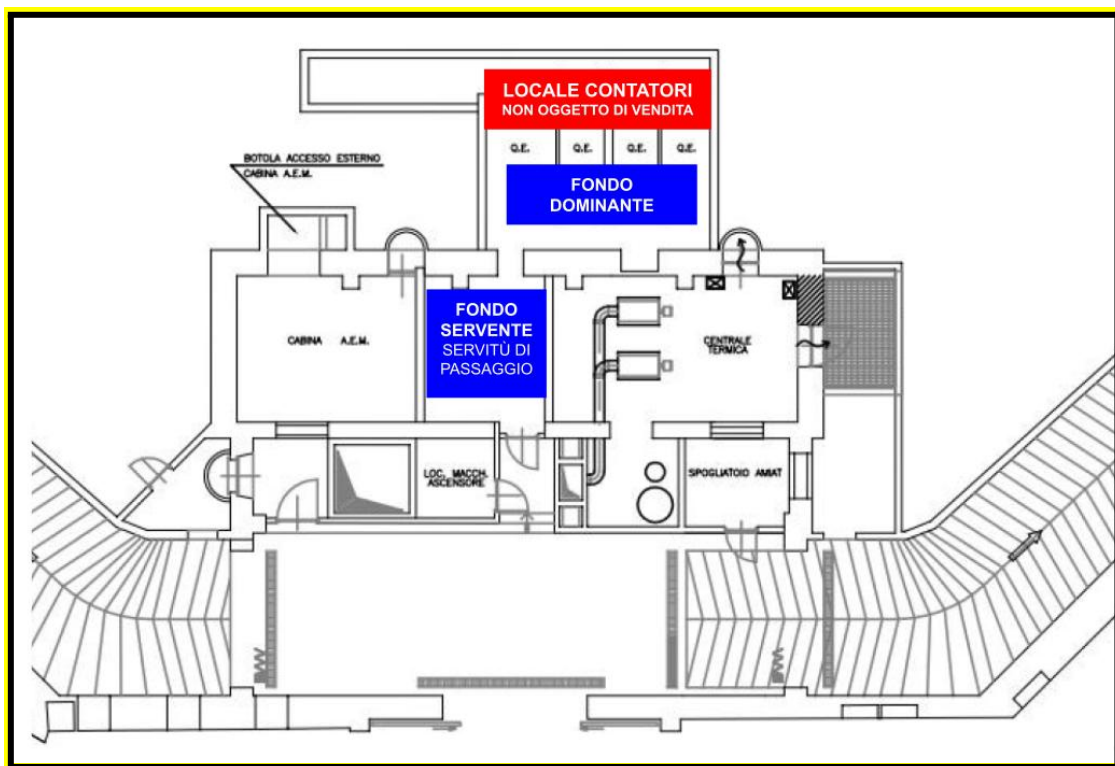 LOCALE CONTATORI
NON OGGETTO DI VENDITA
Q.E.
Q.E.
Q.E.
Q.E.
BOTOLA ACCESSO ESTERNO
CABINA A.E.M.
FONDO
DOMINANTE
FONDO
SERVENTE
SERVITÙ DI
PASSAGGIO
CABINA A.E.M.
CENTRALE
TERMICA
LOC. MACCH.
ASCENSORE
SPOGLIATOIO AMIAT